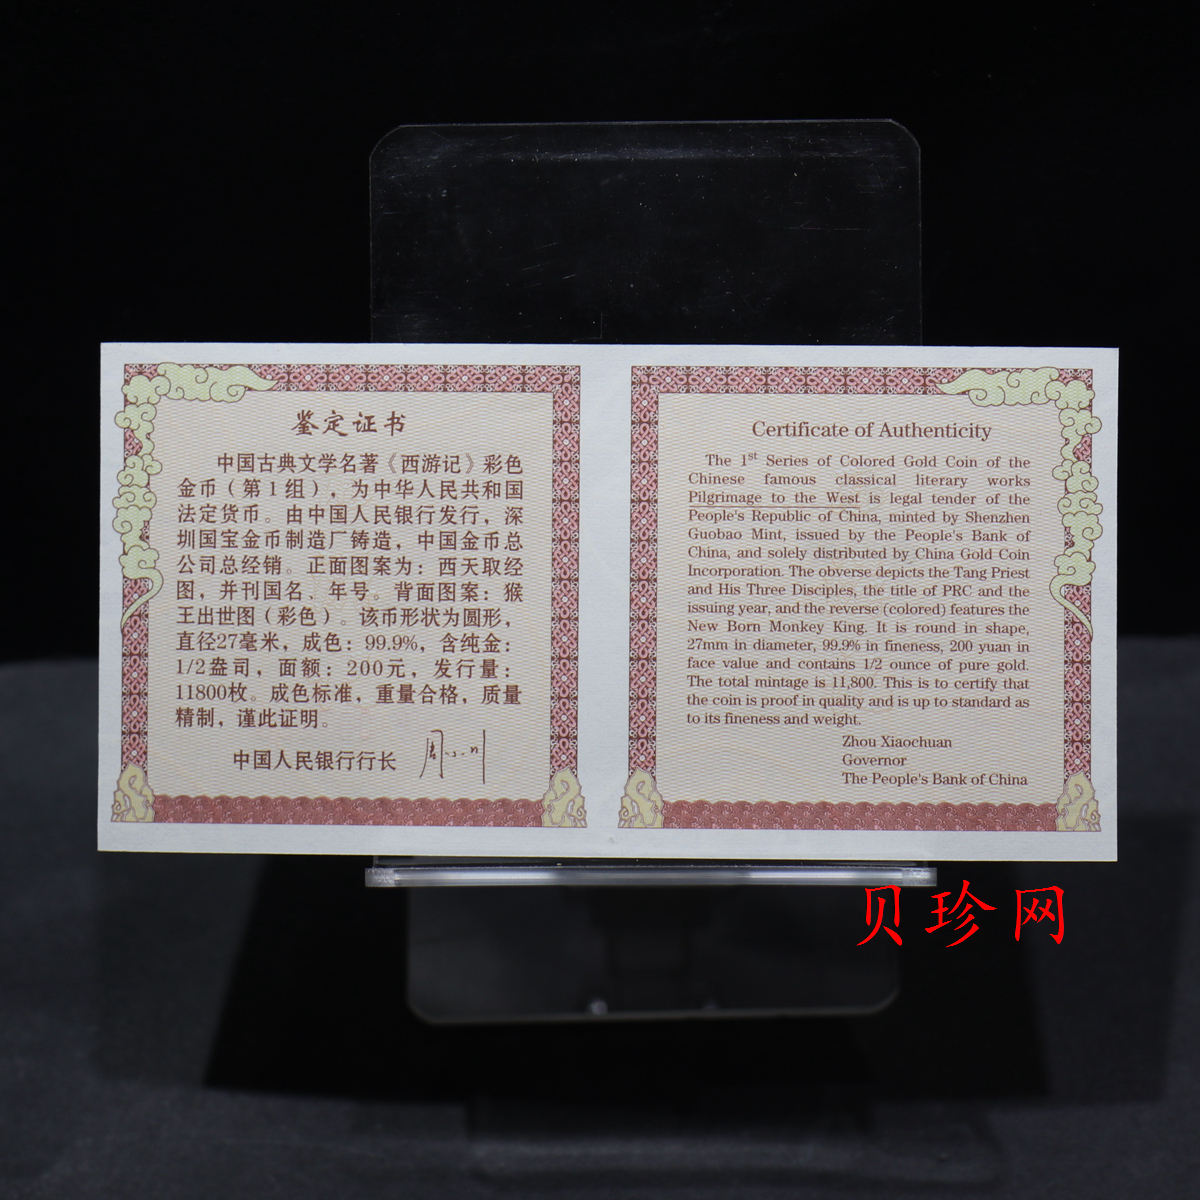 鉴定证书
中国古典文学名著《西游记》彩色
金币（第1组），为中华人民共和国
法定货币。由中国人民银行发行，深
圳国宝金币制造厂铸造，中国金币总
公司总经销。正面图案为：西天取经
图，并刊国名、年号。背面图案：猴
王出世图（彩色）。该币形状为圆形，
直径27毫米，成色：99.9%，含纯金：
1/2盎司，面额：200元，发行量：
11800枚。成色标准，重量合格，质量
精制，谨此证明。
中国人民银行行长 周小川
Certificate of Authenticity
The 1st Series of Colored Gold Coin of the
Chinese famous classical literary works
Pilgrimage to the West is legal tender of the
People's Republic of China, minted by Shenzhen
Guobao Mint, issued by the People's Bank of
China, and solely distributed by China Gold Coin
Incorporation. The obverse depicts the Tang Priest
and His Three Disciples, the title of PRC and the
issuing year, and the reverse (colored) features the
New Born Monkey King. It is round in shape,
27mm in diameter, 99.9% in fineness, 200 yuan in
face value and contains 1/2 ounce of pure gold.
The total mintage is 11,800. This is to certify that
the coin is proof in quality and is up to standard as
to its fineness and weight.
Zhou Xiaochuan
Governor
The People's Bank of China
贝珍网